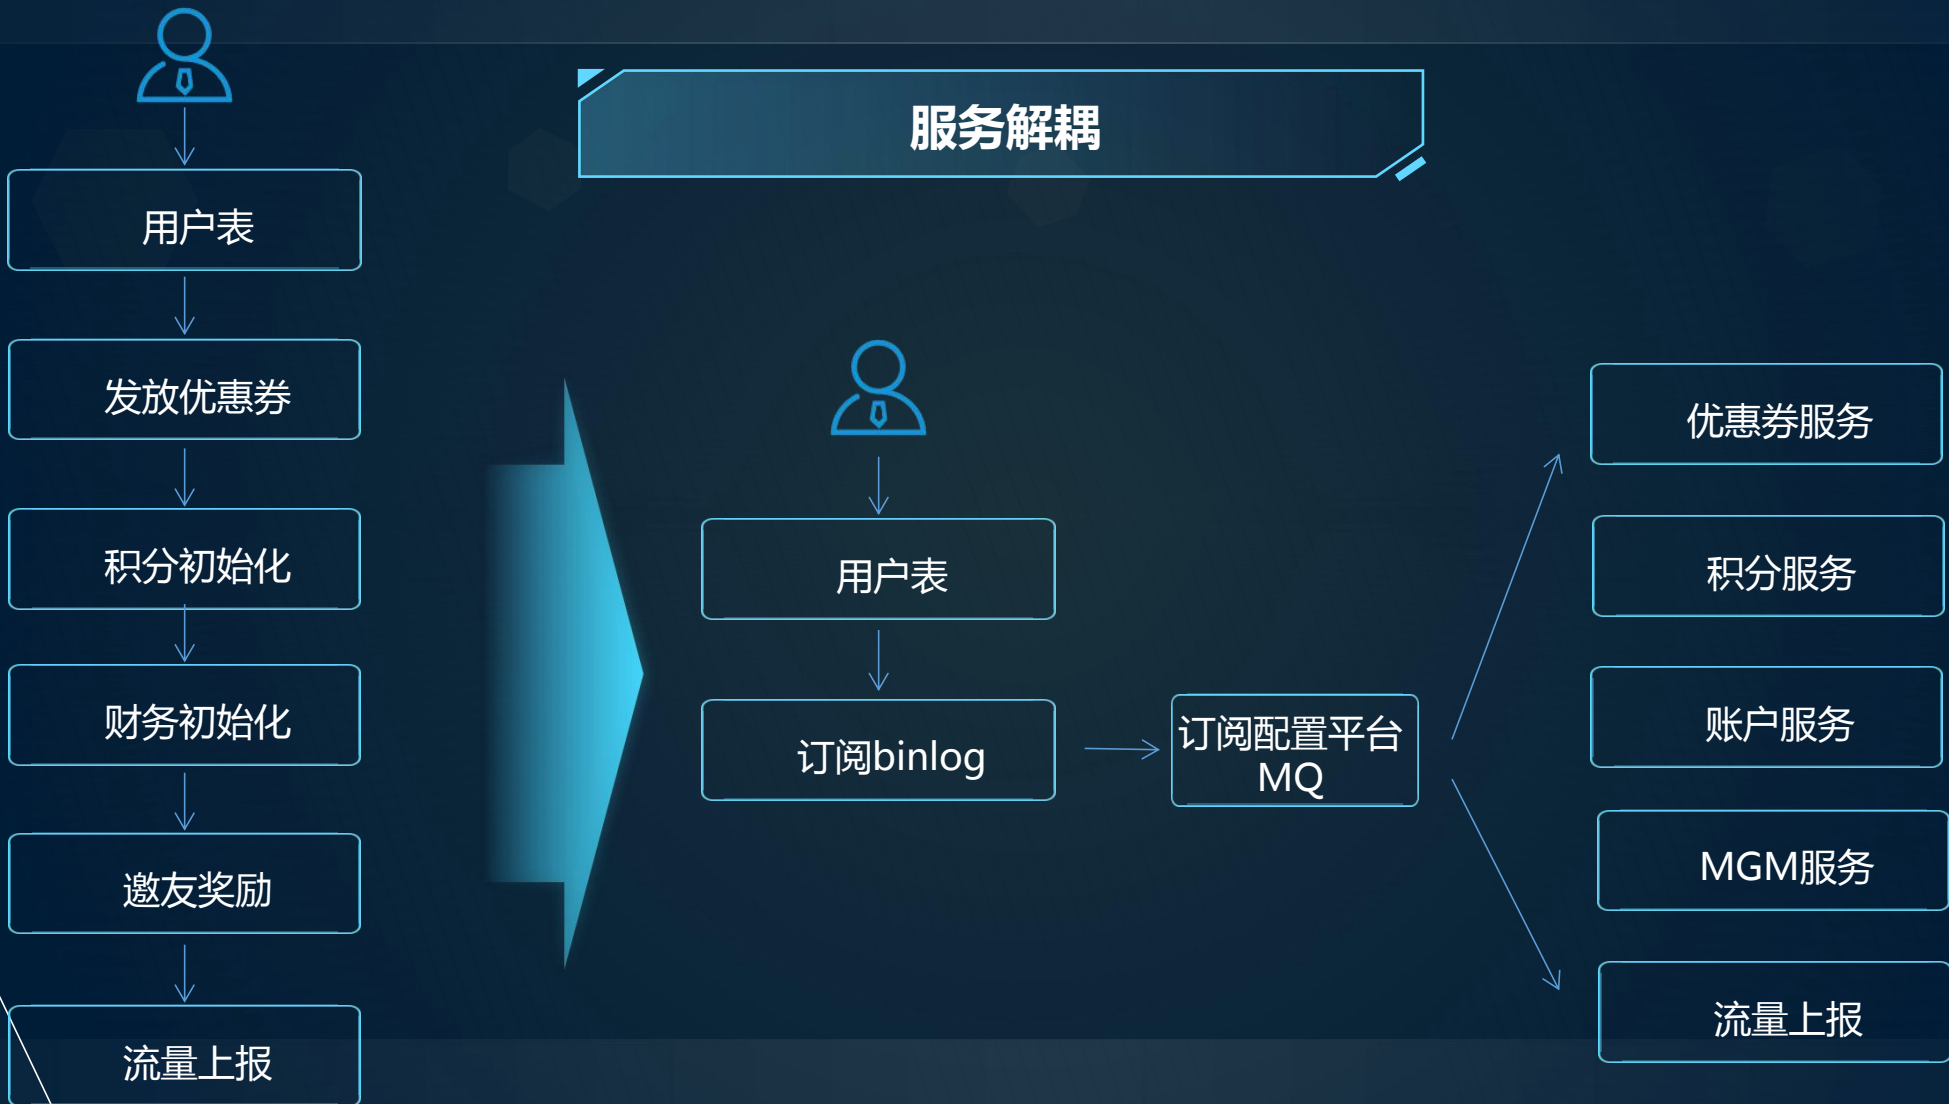 服务解耦
用户表
发放优惠券
积分初始化
财务初始化
邀友奖励
流量上报
用户表
订阅binlog
订阅配置平台
MQ
优惠券服务
积分服务
账户服务
MGM服务
流量上报